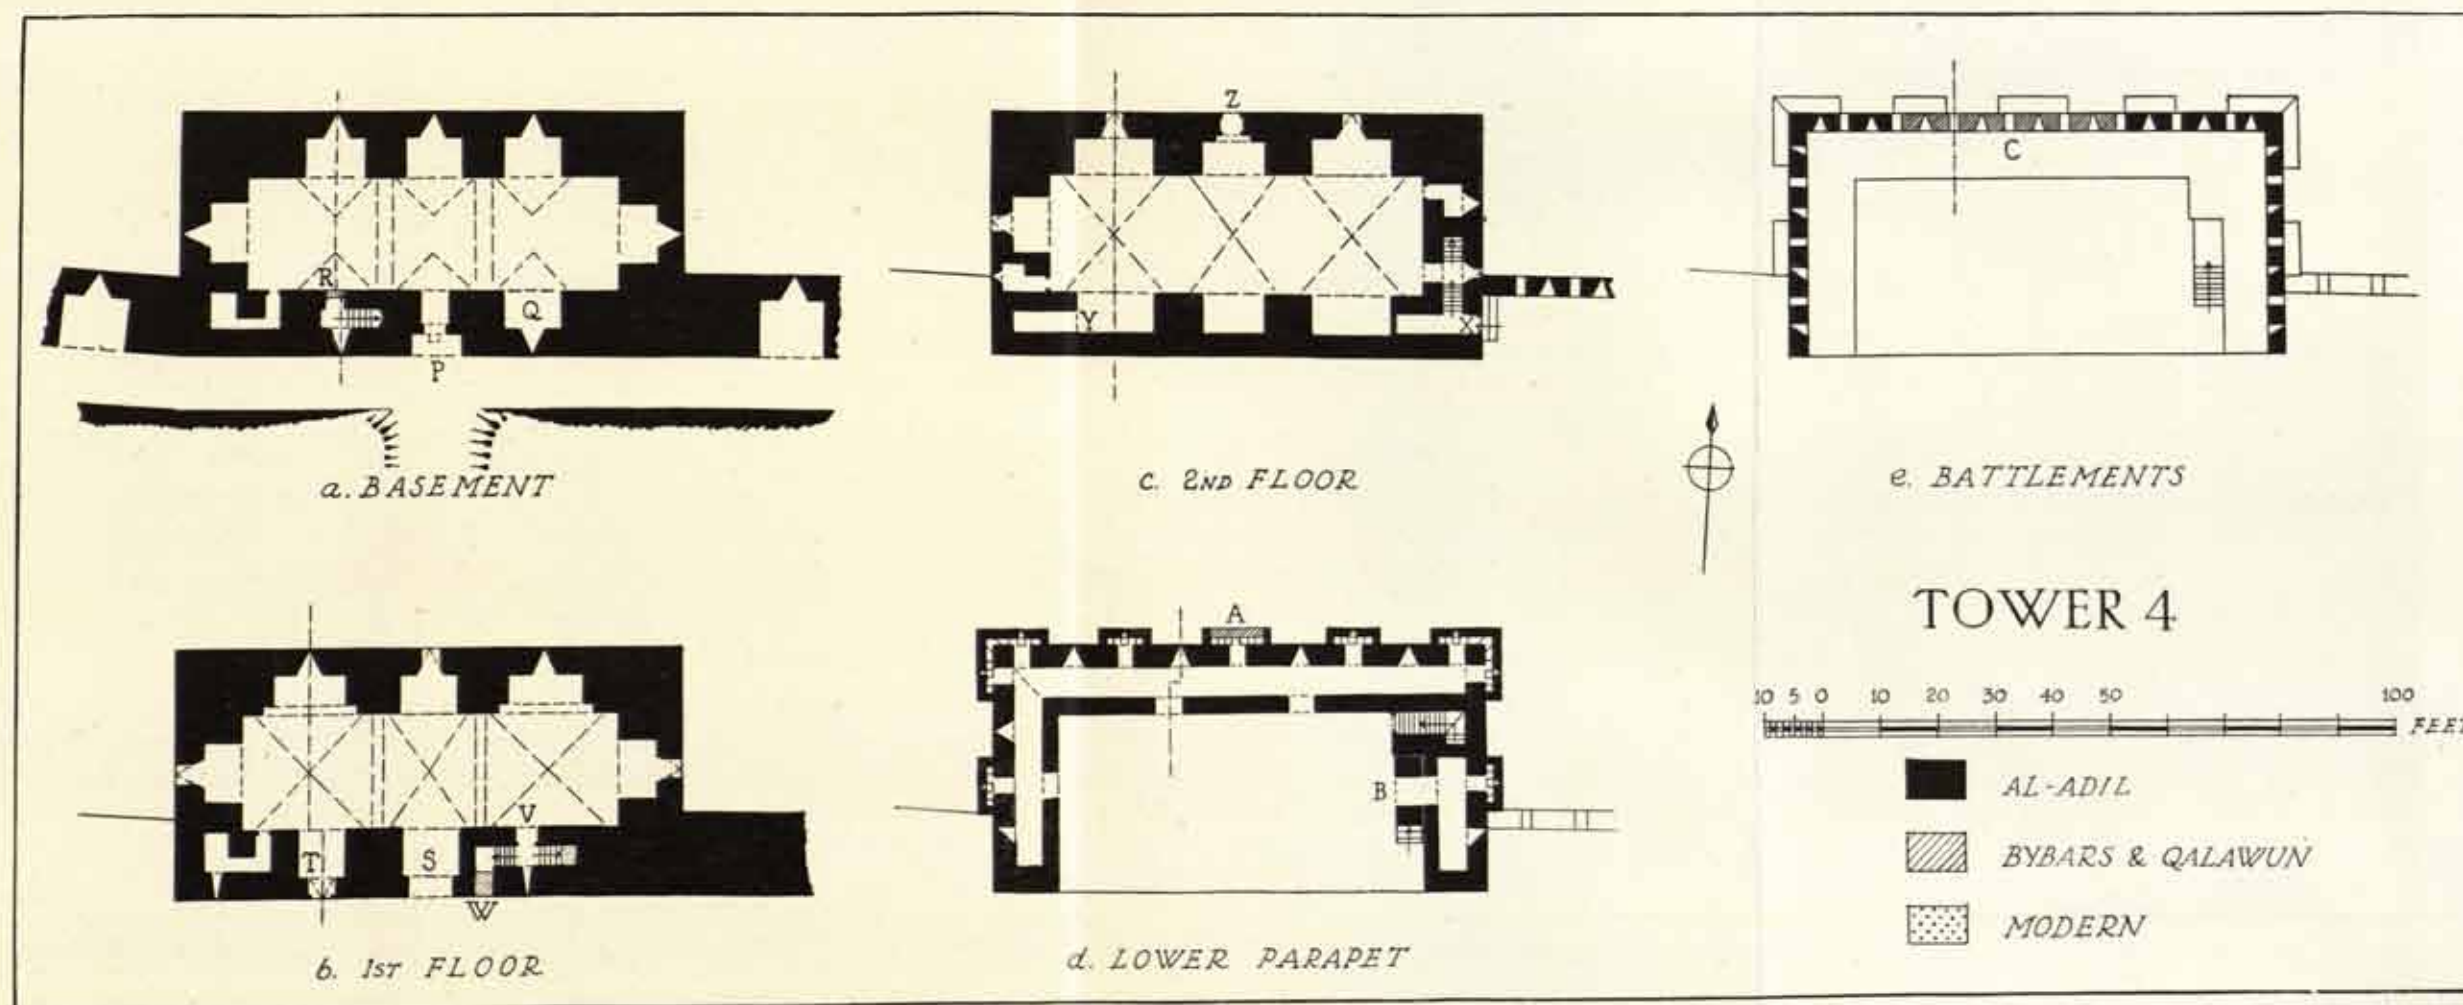 R
Q
P
a. BASEMENT
Z
Y
X
c. 2ND FLOOR
C
e. BATTLEMENTS
T
S
V
W
b. 1ST FLOOR
A
B
d. LOWER PARAPET
TOWER 4
10 5 0 10 20 30 40 50 100
FEET
AL-ADIL
BYBARS & QALAWUN
MODERN